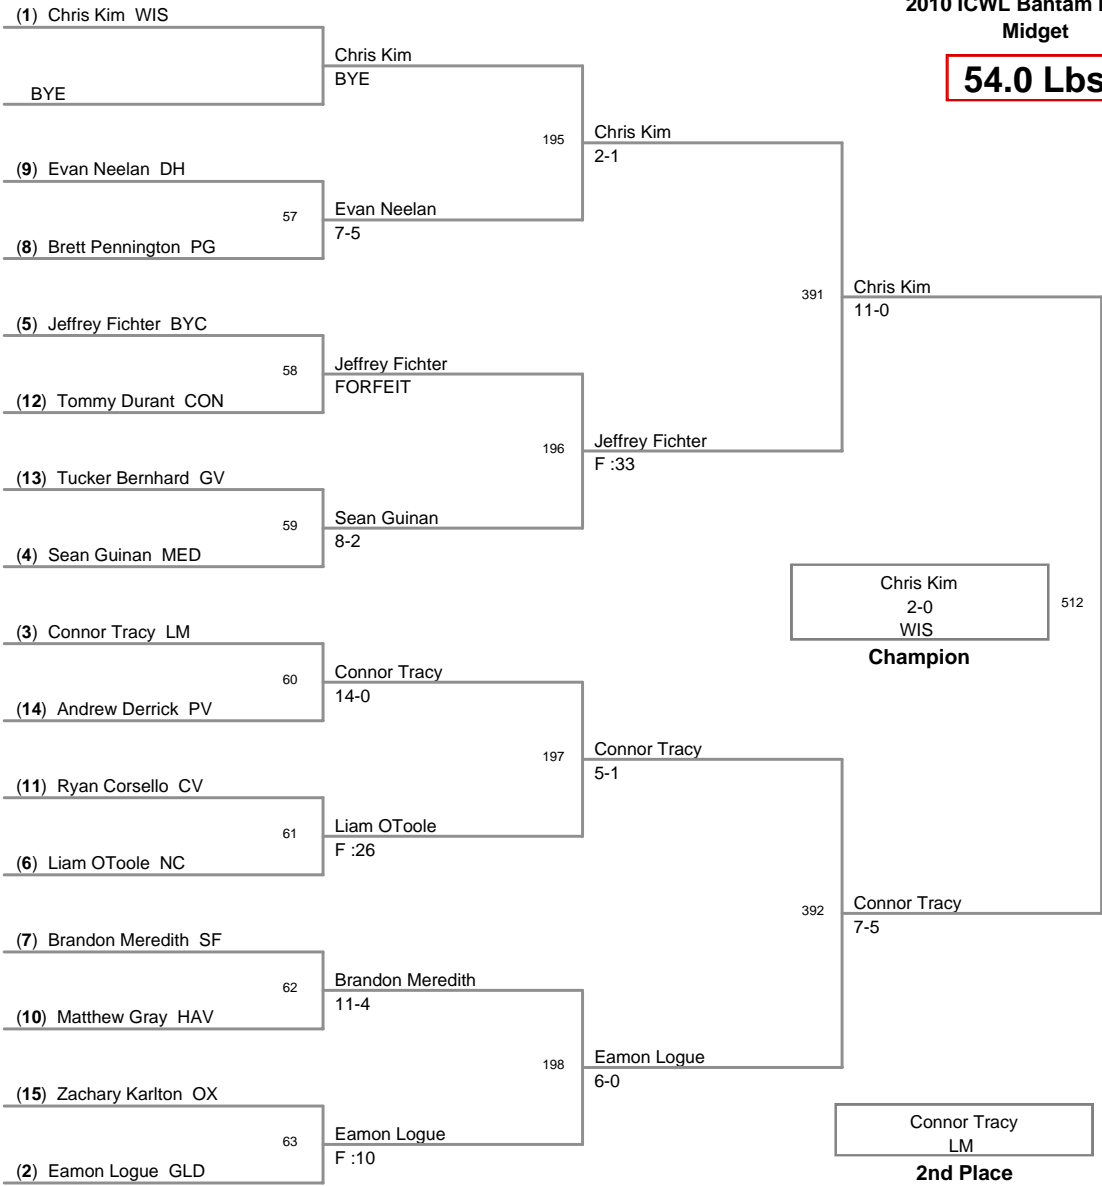 2010 ICWL Bantam
Midget
54.0 Lbs
(1) Chris Kim WIS
BYE
(9) Evan Neelan DH
(8) Brett Pennington PG
(5) Jeffrey Fichter BYC
(12) Tommy Durant CON
(13) Tucker Bernhard GV
(4) Sean Guinan MED
(3) Connor Tracy LM
(14) Andrew Derrick PV
(11) Ryan Corsello CV
(6) Liam OToole NC
(7) Brandon Meredith SF
(10) Matthew Gray HAV
(15) Zachary Karlton OX
(2) Eamon Logue GLD
Chris Kim
BYE
57
Evan Neelan
7-5
58
Jeffrey Fichter
FORFEIT
59
Sean Guinan
8-2
60
Connor Tracy
14-0
61
Liam OToole
F :26
62
Brandon Meredith
11-4
63
Eamon Logue
F :10
195
Chris Kim
2-1
196
Jeffrey Fichter
F :33
197
Connor Tracy
5-1
198
Eamon Logue
6-0
391
Chris Kim
11-0
392
Connor Tracy
7-5
512
Chris Kim
2-0
WIS
Champion
Connor Tracy
LM
2nd Place